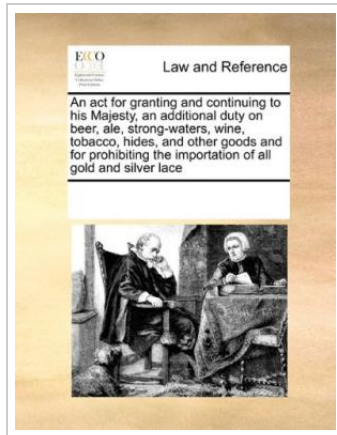 ECCO
Law and Reference
An act for granting and continuing to
his Majesty, an additional duty on
beer, ale, strong-waters, wine,
tobacco, hides, and other goods and
for prohibiting the importation of all
gold and silver lace